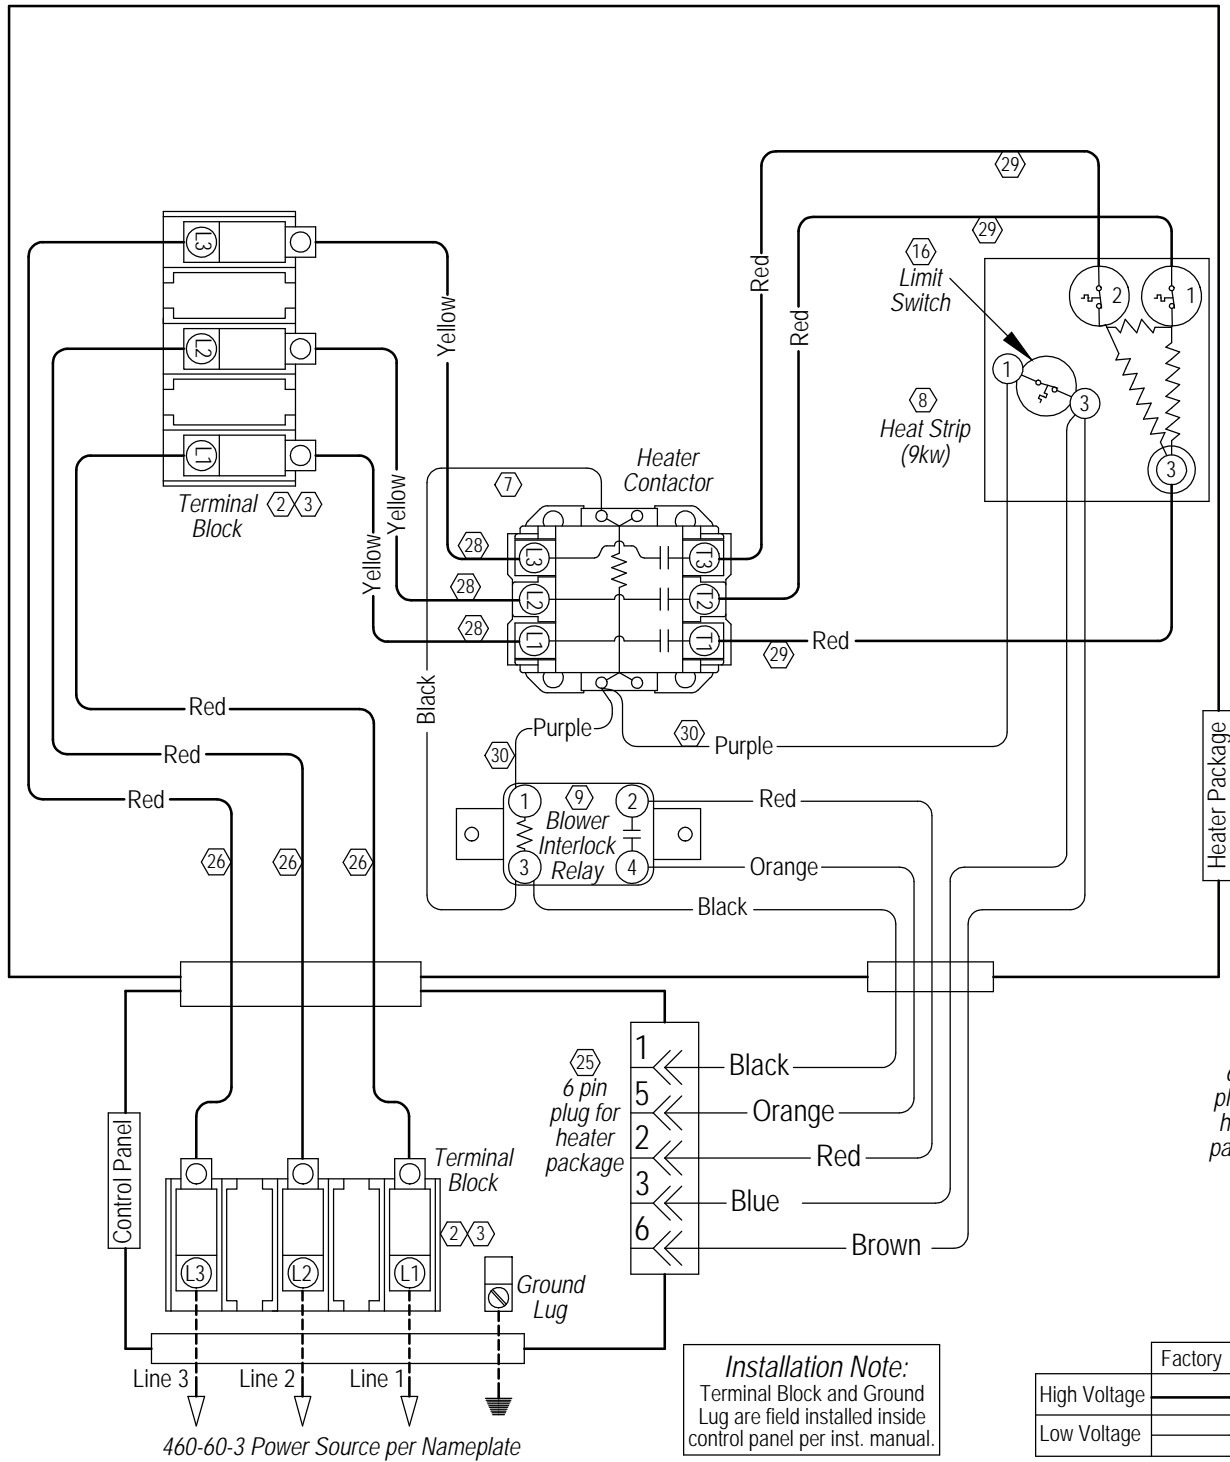 29
29
Red
Red
16
Limit
Switch
2
1
1
3
8
Heat Strip
(9kw)
3
L3
L2
L1
Terminal
Block
2
3
Yellow
Yellow
Yellow
7
Heater
Contactor
28
28
28
L3
L2
L1
T3
T2
T1
29
Red
Black
Purple
30
30
Purple
Heater Package
Red
Red
Red
26
26
26
1
9
2
Blower
Interlock
Relay
3
4
Red
Orange
Black
25
6 pin
plug for
heater
package
1
5
2
3
6
Black
Orange
Red
Blue
Brown
Control Panel
Terminal
Block
2
3
L3
L2
L1
Ground
Lug
Line 3
Line 2
Line 1
460-60-3 Power Source per Nameplate
Installation Note:
Terminal Block and Ground
Lug are field installed inside
control panel per inst. manual.
Factory
High Voltage
Low Voltage